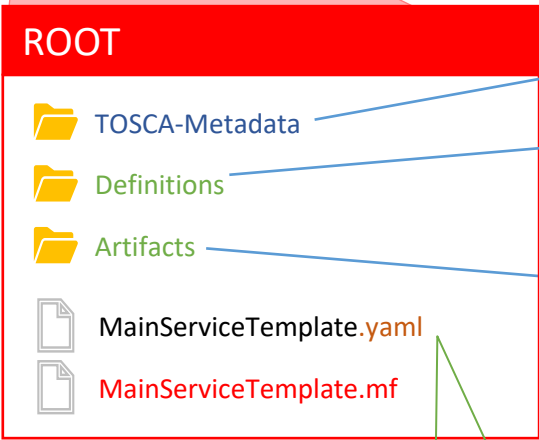 ROOT
TOSCA-Metadata
Definitions
Artifacts
MainServiceTemplate.yaml
MainServiceTemplate.mf